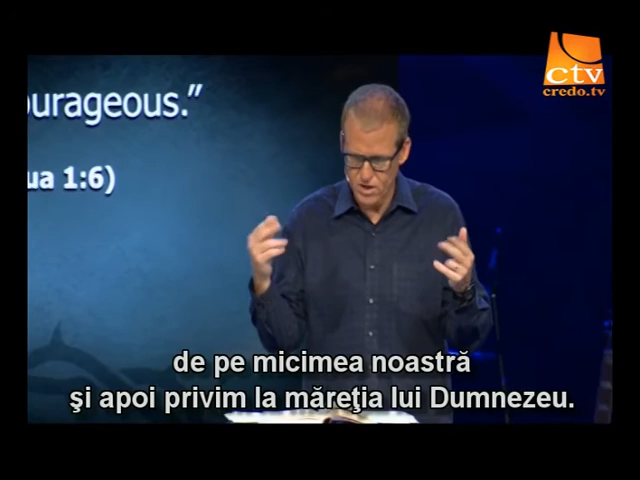 ctv
credo.tv
ourageous.”
ua 1:6)
de pe micimea noastră
şi apoi privim la măreţia lui Dumnezeu.